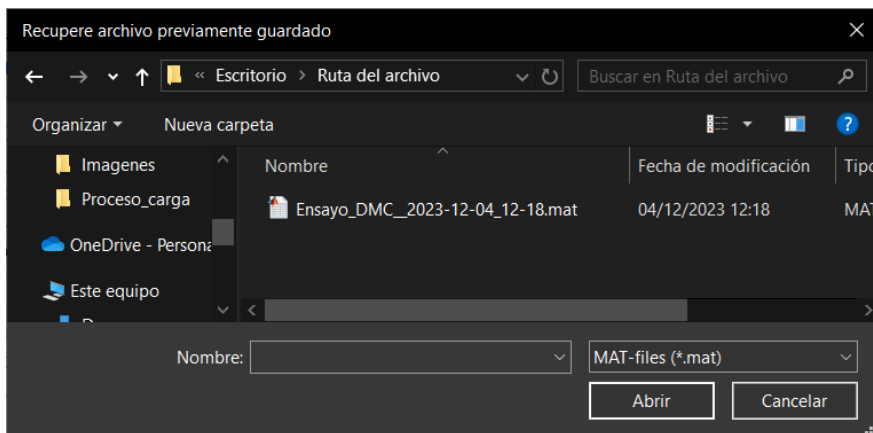 Recupere archivo previamente guardado
« Escritorio > Ruta del archivo
Buscar en Ruta del archivo
Organizar
Nueva carpeta
?
Imagenes
Proceso_carga
OneDrive - Persona
Este equipo
Nombre
Fecha de modificación
Tipo
Ensayo_DMC__2023-12-04_12-18.mat
04/12/2023 12:18
MAT
Nombre:
MAT-files (*.mat)
Abrir
Cancelar